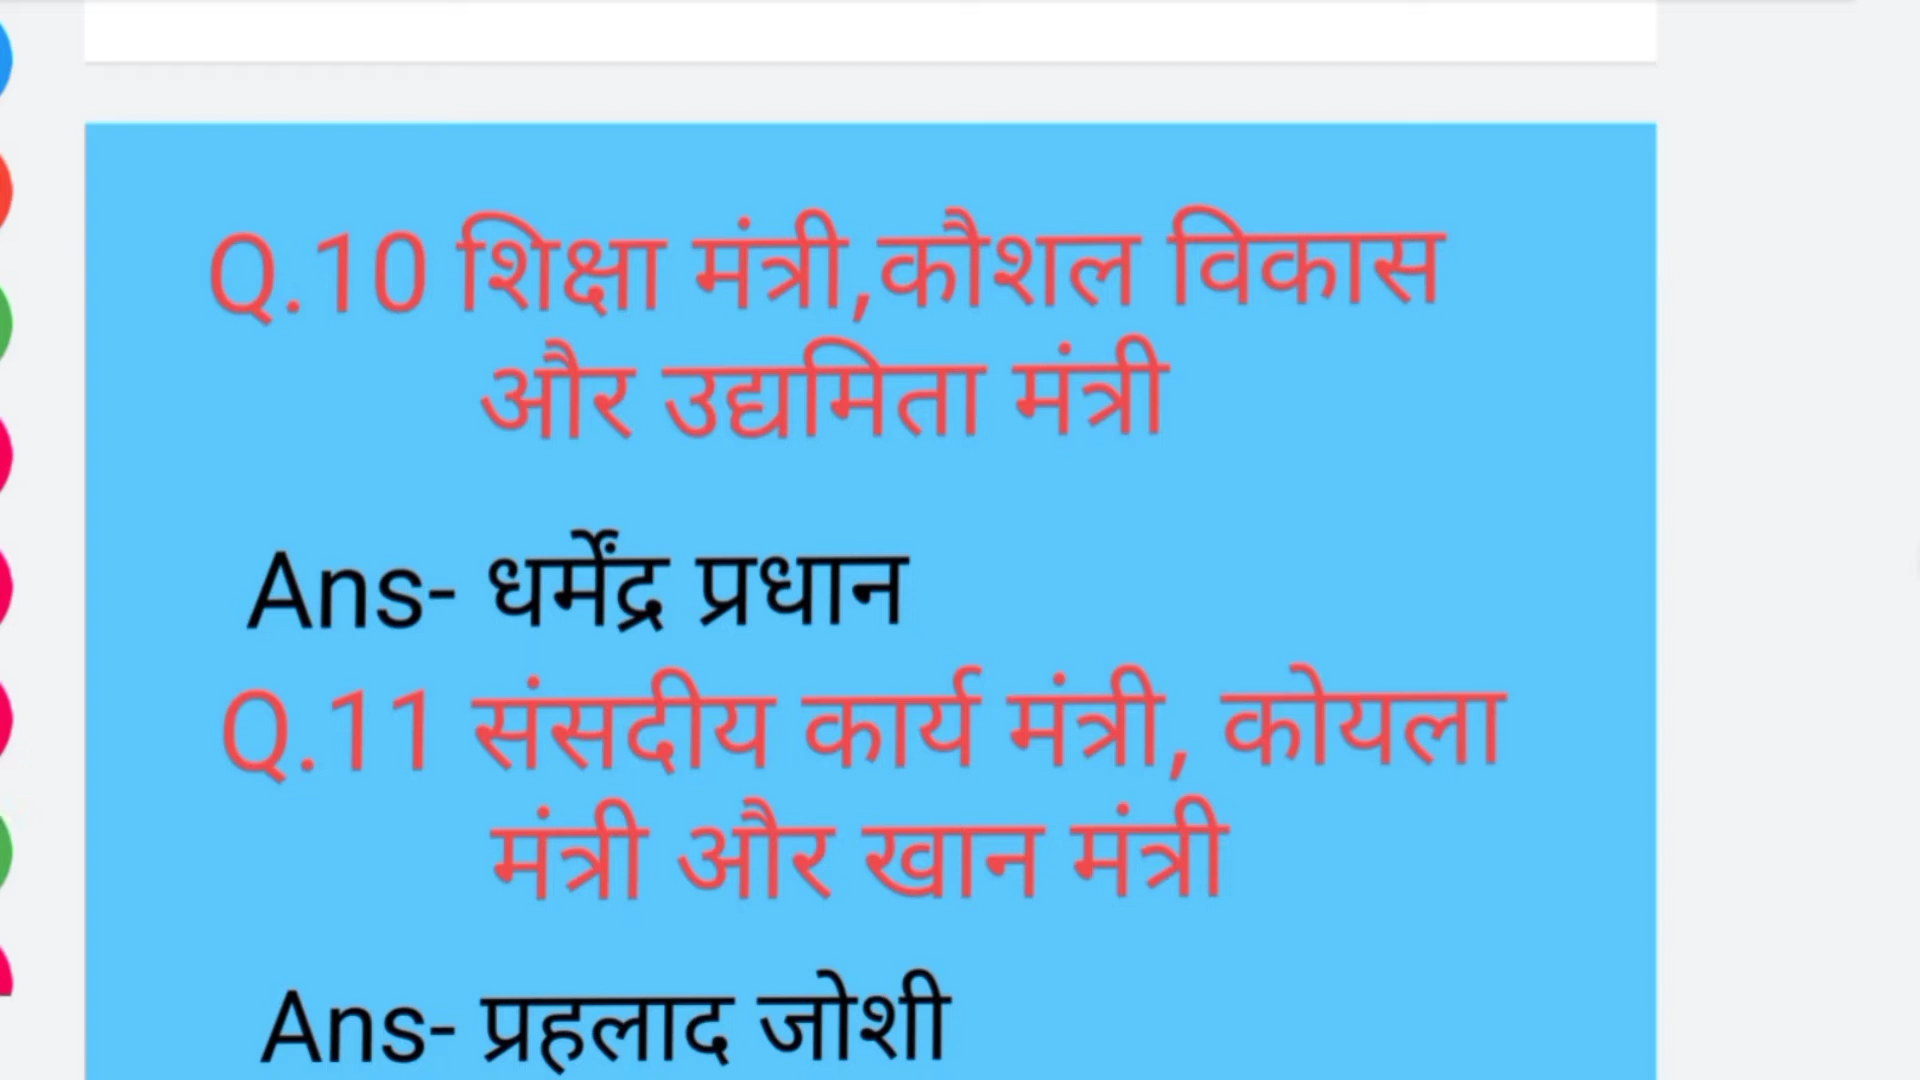 Q.10 शिक्षा मंत्री,कौशल विकास
और उद्यमिता मंत्री
Ans- धर्मेंद्र प्रधान
Q.11 संसदीय कार्य मंत्री, कोयला
मंत्री और खान मंत्री
Ans- प्रहलाद जोशी